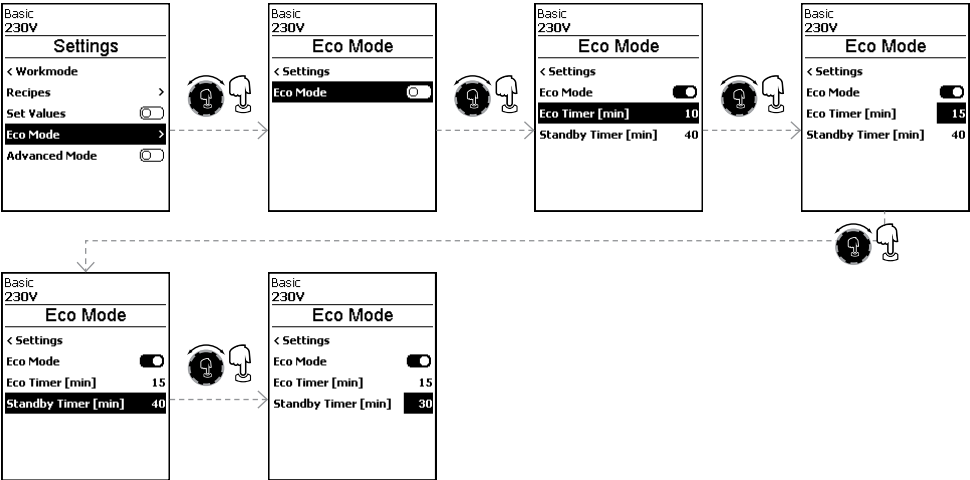 Basic
230V
Settings
< Workmode
Recipes >
Set Values
Eco Mode >
Advanced Mode
Basic
230V
Eco Mode
< Settings
Eco Mode
Basic
230V
Eco Mode
< Settings
Eco Mode
Eco Timer [min] 10
Standby Timer [min] 40
Basic
230V
Eco Mode
< Settings
Eco Mode
Eco Timer [min] 15
Standby Timer [min] 40
Basic
230V
Eco Mode
< Settings
Eco Mode
Eco Timer [min] 15
Standby Timer [min] 40
Basic
230V
Eco Mode
< Settings
Eco Mode
Eco Timer [min] 15
Standby Timer [min] 30